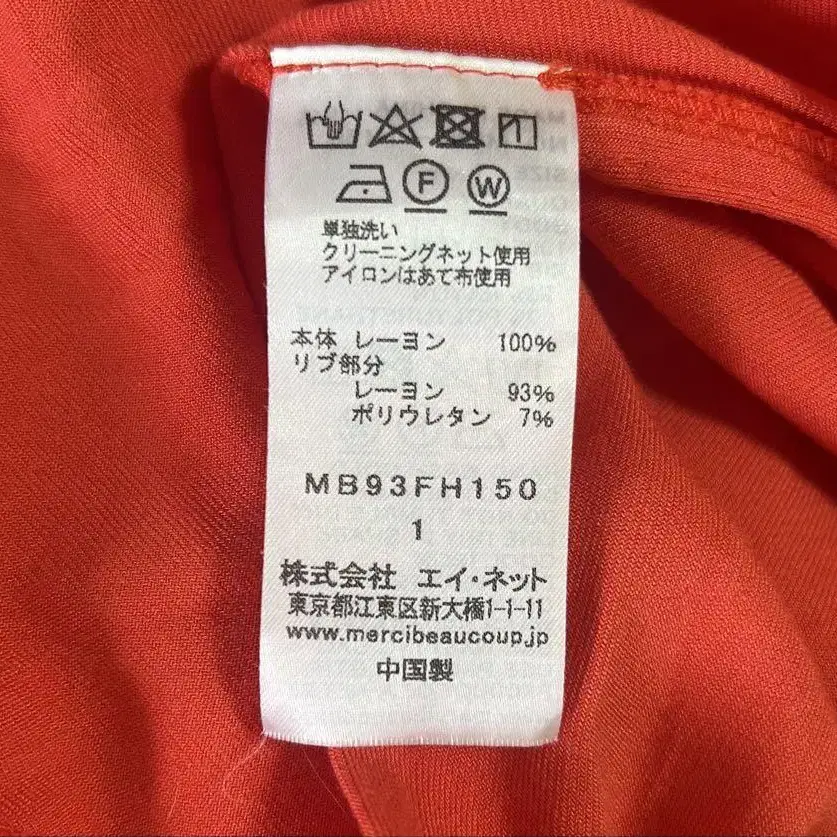 F W
単独洗い
クリーニングネット使用
アイロンはあて布使用
本体 レーヨン 100%
リブ部分
レーヨン 93%
ポリウレタン 7%
MB93FH150
1
株式会社 エイ・ネット
東京都江東区新大橋1-1-11
www.mercibeaucoup.jp
中国製